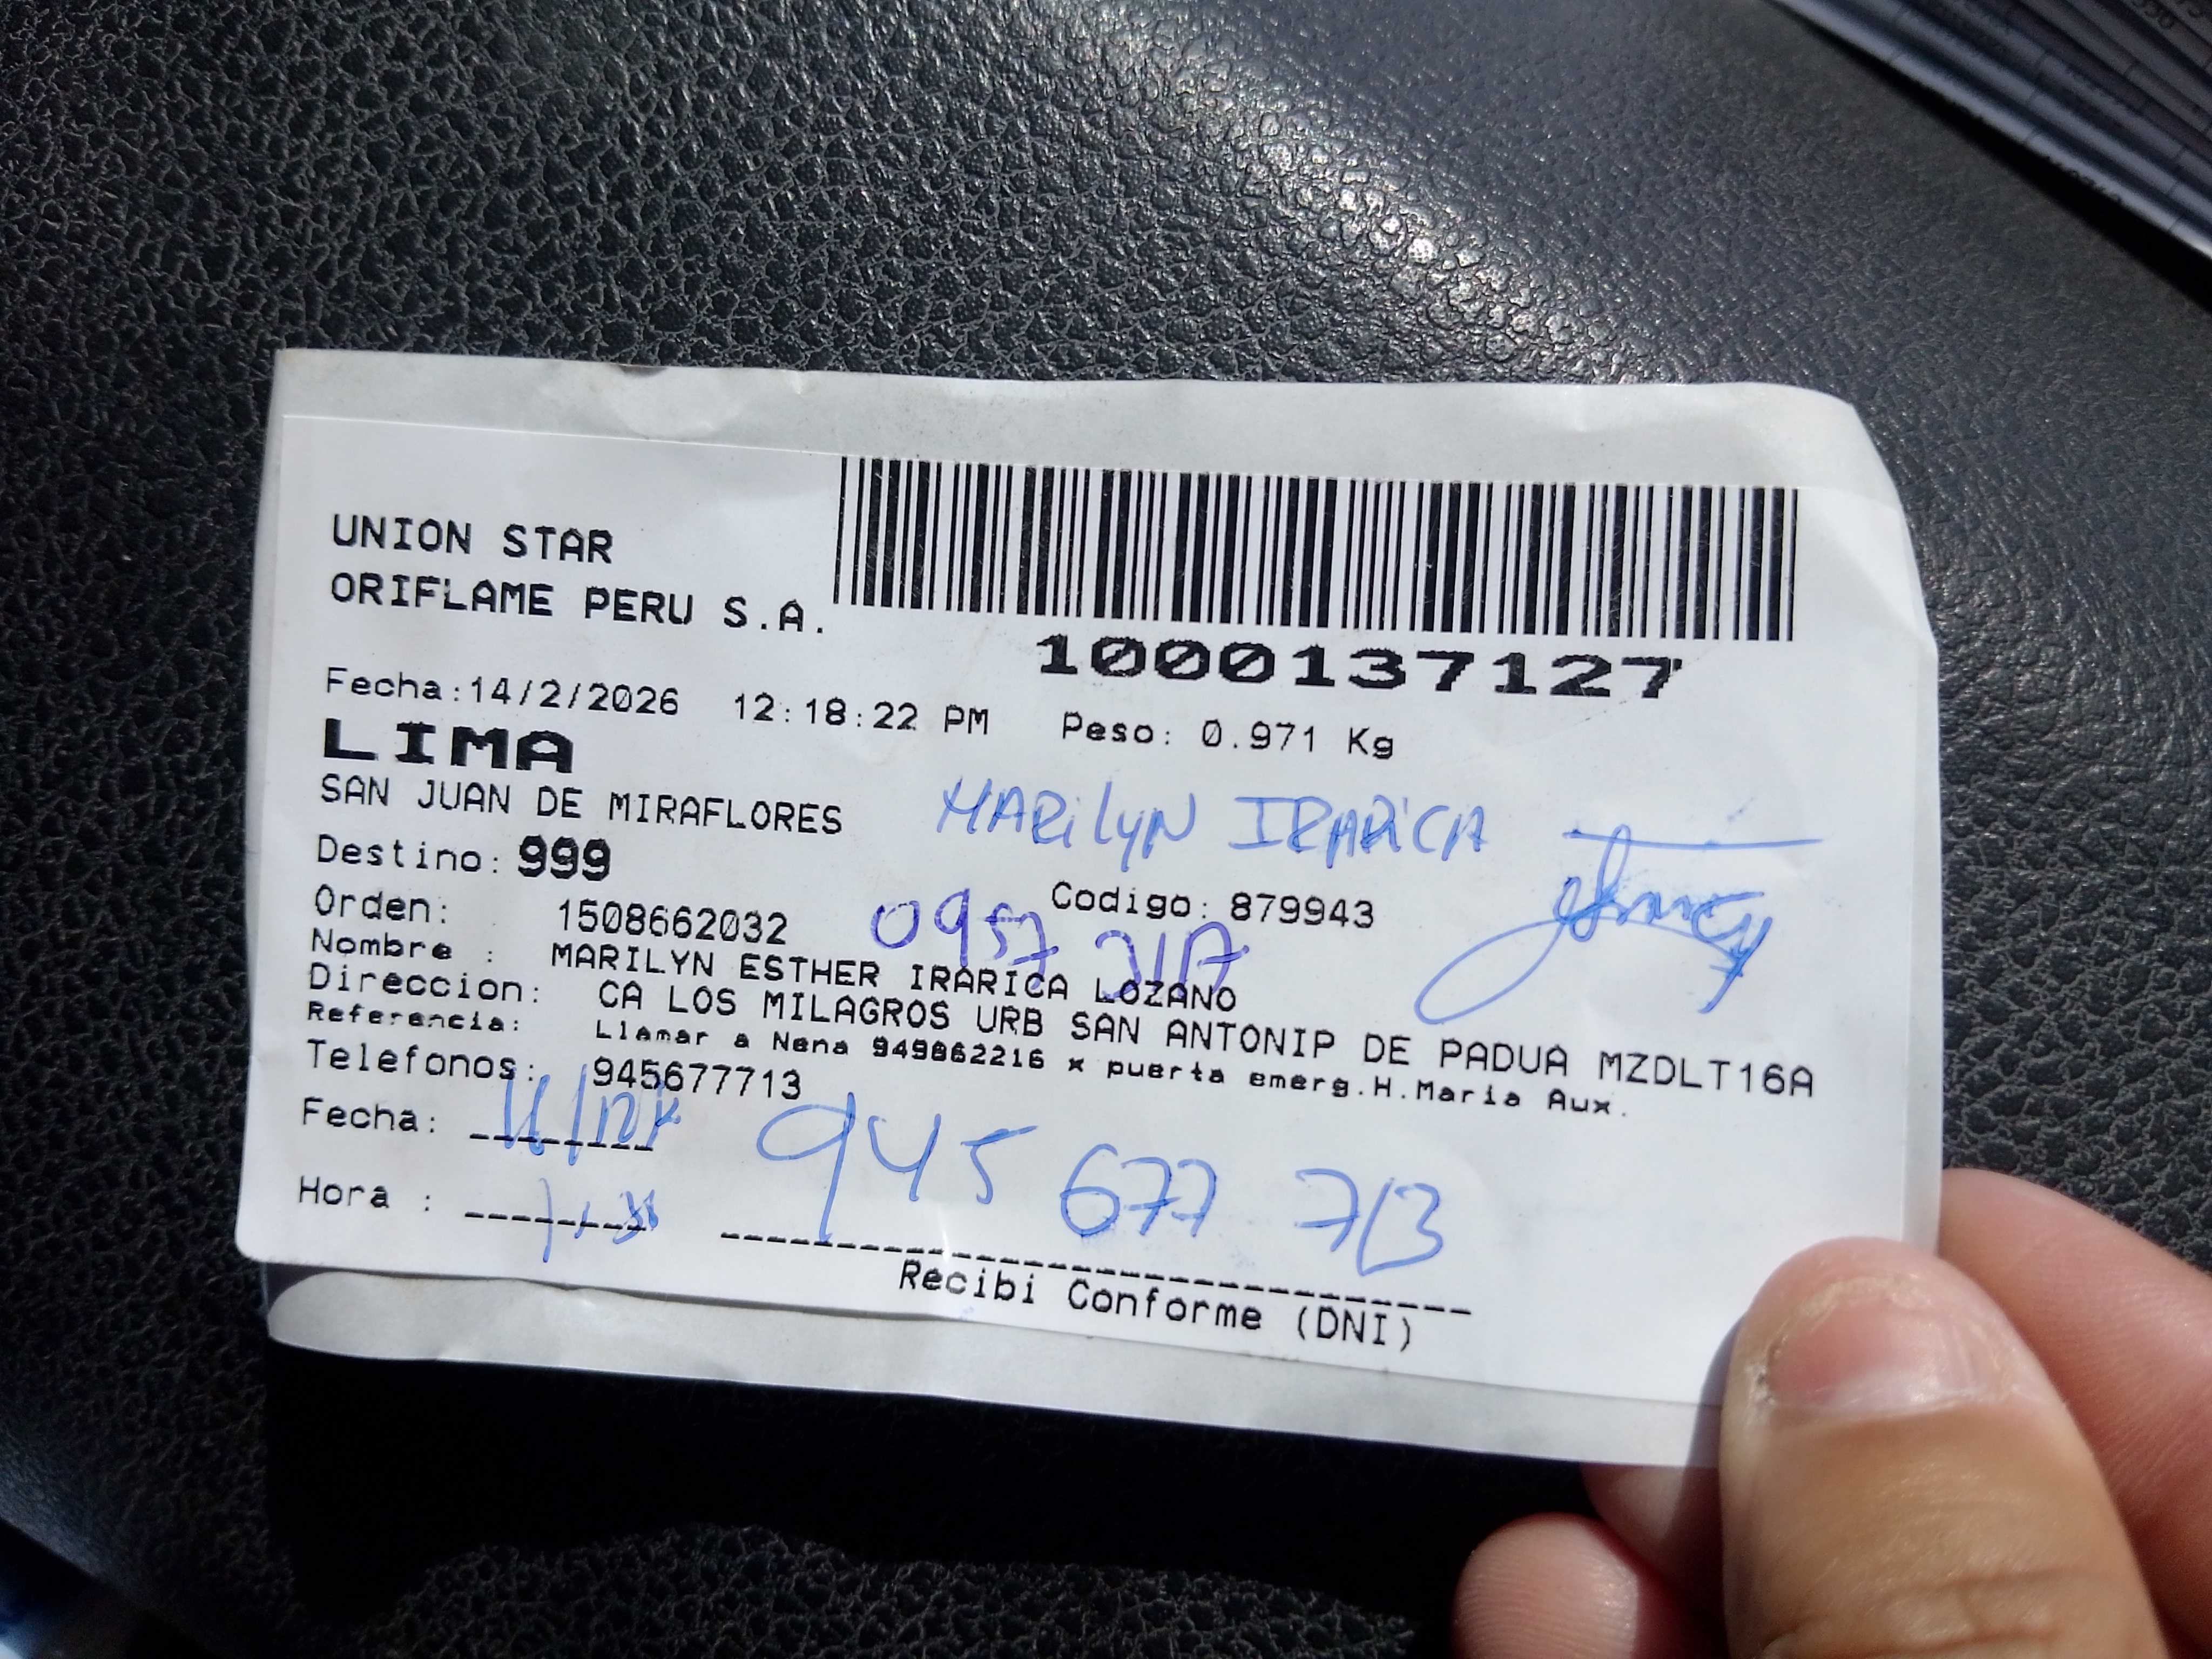 UNION STAR
ORIFLAME PERU S.A.
1000137127
Fecha:14/2/2026 12:18:22 PM Peso: 0.971 Kg
LIMA
SAN JUAN DE MIRAFLORES
MARilyN IRARiCA
Destino: 999
Codigo: 879943
Orden: 1508662032
Nombre : MARILYN ESTHER IRARICA LOZANO
Direccion: CA LOS MILAGROS URB SAN ANTONIP DE PADUA MZDLT16A
Referencia: Llamar a Nena 949862216 x puerta emerg.H.Maria Aux.
Telefonos: 945677713
Fecha:
945 677 713
Hora :
Recibi Conforme (DNI)